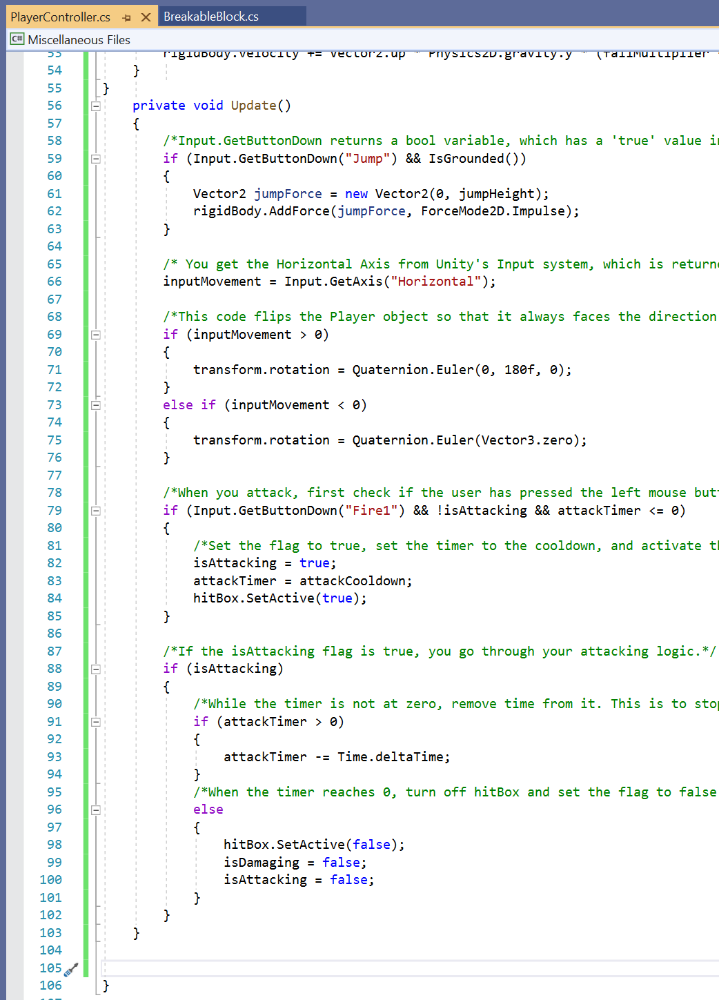 PlayerController.cs BreakableBlock.cs
C# Miscellaneous Files
53 rigidBody.velocity += Vector2.up * Physics2D.gravity.y * (fallMultiplier
54 }
55 }
56 private void Update()
57 {
58 /*Input.GetButtonDown returns a bool variable, which has a 'true' value
59 if (Input.GetButtonDown("Jump") && IsGrounded())
60 {
61 Vector2 jumpForce = new Vector2(0, jumpHeight);
62 rigidBody.AddForce(jumpForce, ForceMode2D.Impulse);
63 }
64
65 /* You get the Horizontal Axis from Unity's Input system, which is
66 inputMovement = Input.GetAxis("Horizontal");
67
68 /*This code flips the Player object so that it always faces the direction
69 if (inputMovement > 0)
70 {
71 transform.rotation = Quaternion.Euler(0, 180f, 0);
72 }
73 else if (inputMovement < 0)
74 {
75 transform.rotation = Quaternion.Euler(Vector3.zero);
76 }
77
78 /*When you attack, first check if the user has pressed the left mouse
79 if (Input.GetButtonDown("Fire1") && !isAttacking && attackTimer <= 0)
80 {
81 /*Set the flag to true, set the timer to the cooldown, and activate
82 isAttacking = true;
83 attackTimer = attackCooldown;
84 hitBox.SetActive(true);
85 }
86
87 /*If the isAttacking flag is true, you go through your attacking logic.*/
88 if (isAttacking)
89 {
90 /*While the timer is not at zero, remove time from it. This is to
91 if (attackTimer > 0)
92 {
93 attackTimer -= Time.deltaTime;
94 }
95 /*When the timer reaches 0, turn off hitBox and set the flag to false
96 else
97 {
98 hitBox.SetActive(false);
99 isDamaging = false;
100 isAttacking = false;
101 }
102 }
103 }
104
105
106 }